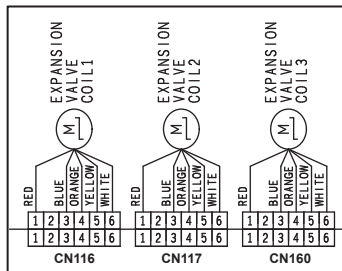 EXPANSION
VALVE
COIL1
M
RED
BLUE
ORANGE
YELLOW
WHITE
1 2 3 4 5 6
1 2 3 4 5 6
CN116
EXPANSION
VALVE
COIL2
M
RED
BLUE
ORANGE
YELLOW
WHITE
1 2 3 4 5 6
1 2 3 4 5 6
CN117
EXPANSION
VALVE
COIL3
M
RED
BLUE
ORANGE
YELLOW
WHITE
1 2 3 4 5 6
1 2 3 4 5 6
CN160